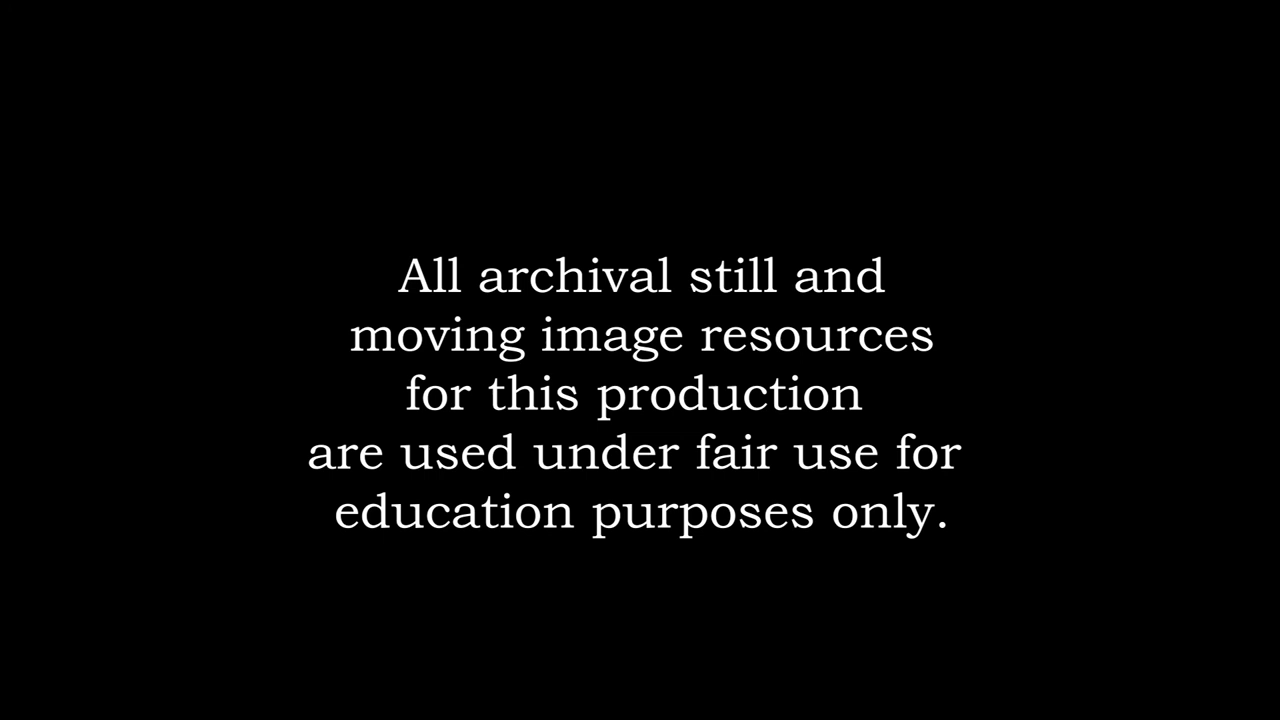 All archival still and
moving image resources
for this production
are used under fair use for
education purposes only.